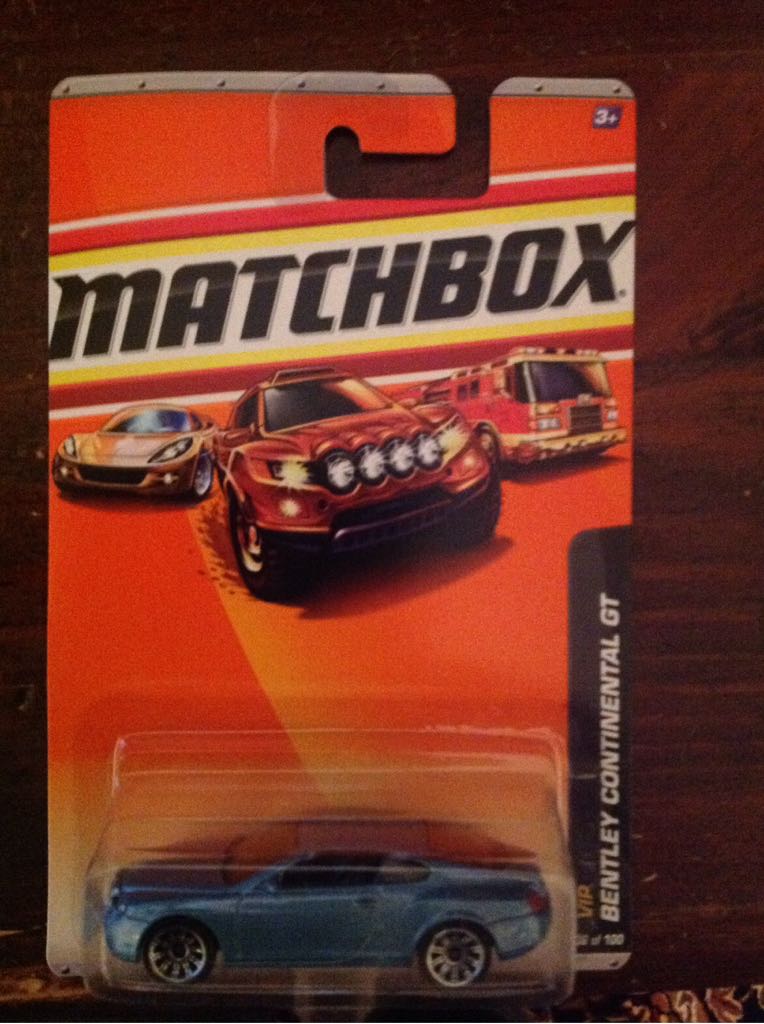 3+
MATCHBOX
VIP
BENTLEY CONTINENTAL GT
of 100